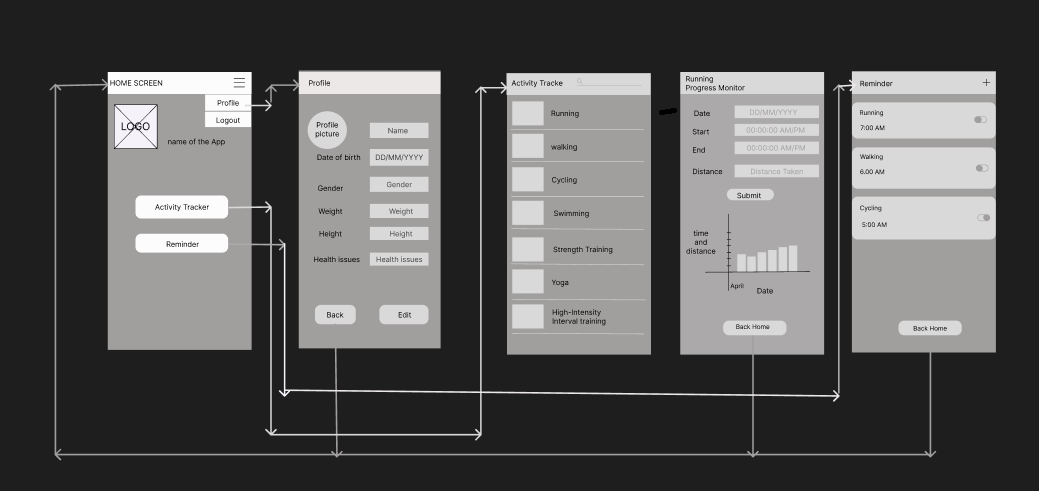 HOME SCREEN
Profile
Logout
LOGO
name of the App
Activity Tracker
Reminder
Profile
Profile
picture
Name
Date of birth
DD/MM/YYYY
Gender
Gender
Weight
Weight
Height
Height
Health issues
Health issues
Back
Edit
Activity Tracke
Running
walking
Cycling
Swimming
Strength Training
Yoga
High-Intensity
Interval training
Running
Progress Monitor
Date
DD/MM/YYYY
Start
00:00:00 AM/PM
End
00:00:00 AM/PM
Distance
Distance Taken
Submit
time
and
distance
April
Date
Back Home
Reminder
Running
7:00 AM
Walking
6.00 AM
Cycling
5:00 AM
Back Home